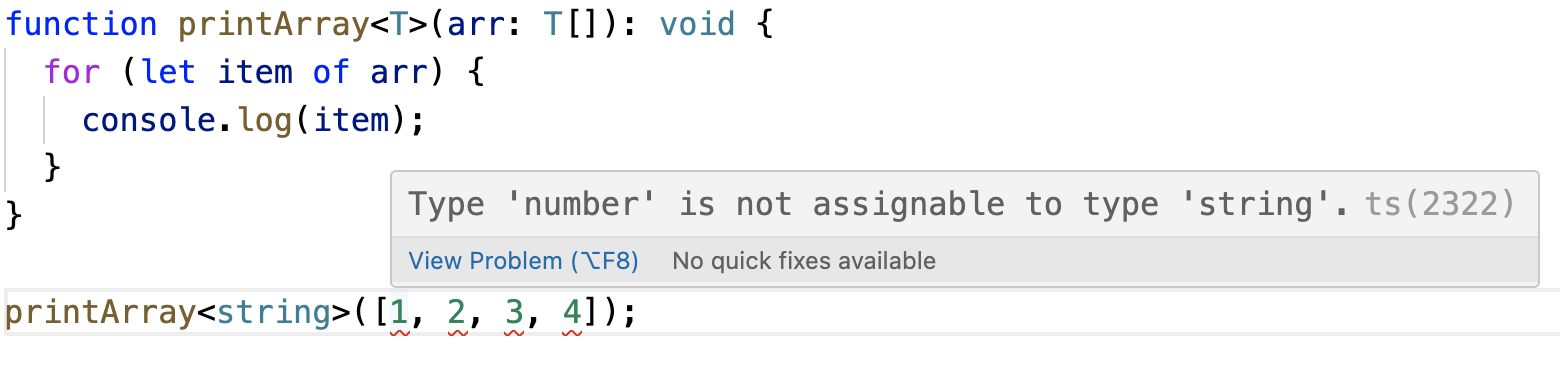 function printArray<T>(arr: T[]): void {
  for (let item of arr) {
    console.log(item);
  }
}
Type 'number' is not assignable to type 'string'. ts(2322)
View Problem (⌥F8) No quick fixes available
printArray<string>([1, 2, 3, 4]);